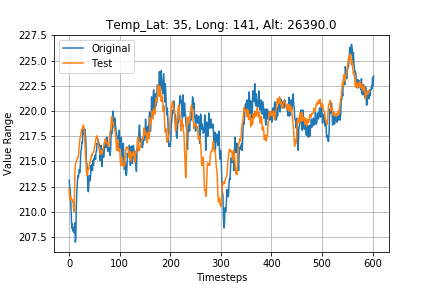 Temp_Lat: 35, Long: 141, Alt: 26390.0
Original
Test
Value Range
227.5
225.0
222.5
220.0
217.5
215.0
212.5
210.0
207.5
0 100 200 300 400 500 600
Timesteps